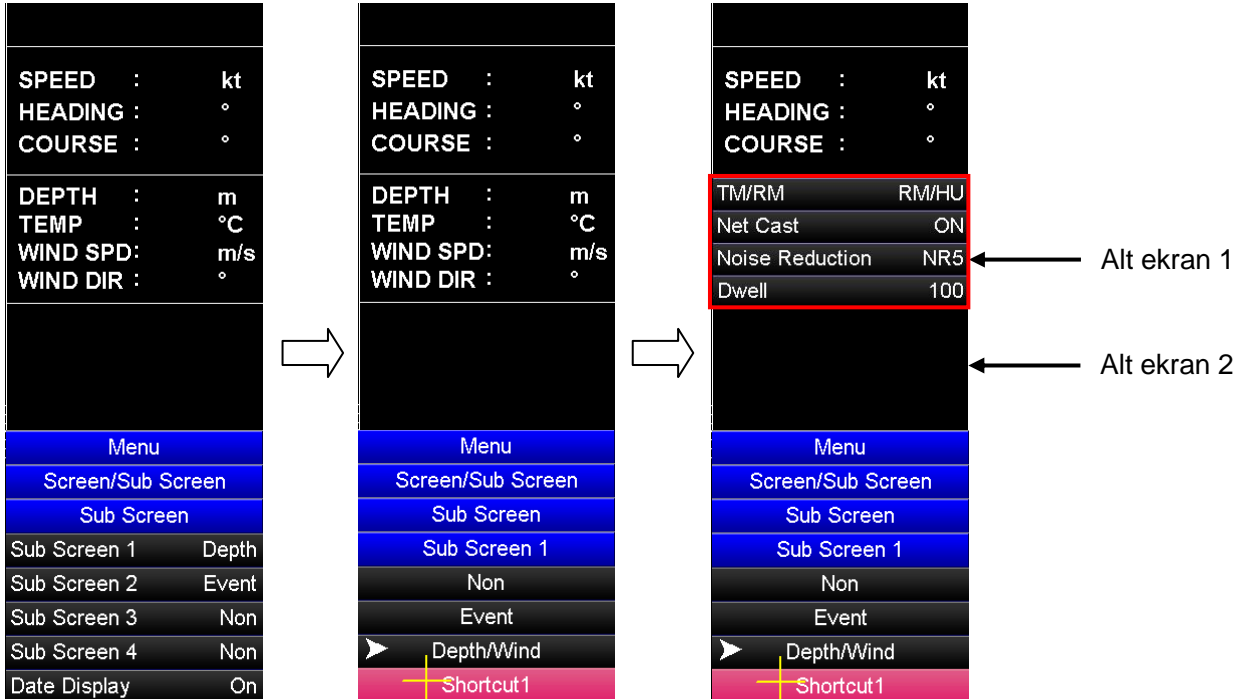 SPEED : kt
HEADING : °
COURSE : °
DEPTH : m
TEMP : °C
WIND SPD: m/s
WIND DIR : °
Menu
Screen/Sub Screen
Sub Screen
Sub Screen 1 Depth
Sub Screen 2 Event
Sub Screen 3 Non
Sub Screen 4 Non
Date Display On
SPEED : kt
HEADING : °
COURSE : °
DEPTH : m
TEMP : °C
WIND SPD: m/s
WIND DIR : °
Menu
Screen/Sub Screen
Sub Screen
Sub Screen 1
Non
Event
Depth/Wind
Shortcut1
SPEED : kt
HEADING : °
COURSE : °
TM/RM RM/HU
Net Cast ON
Noise Reduction NR5
Dwell 100
Menu
Screen/Sub Screen
Sub Screen
Sub Screen 1
Non
Event
Depth/Wind
Shortcut1
Alt ekran 1
Alt ekran 2